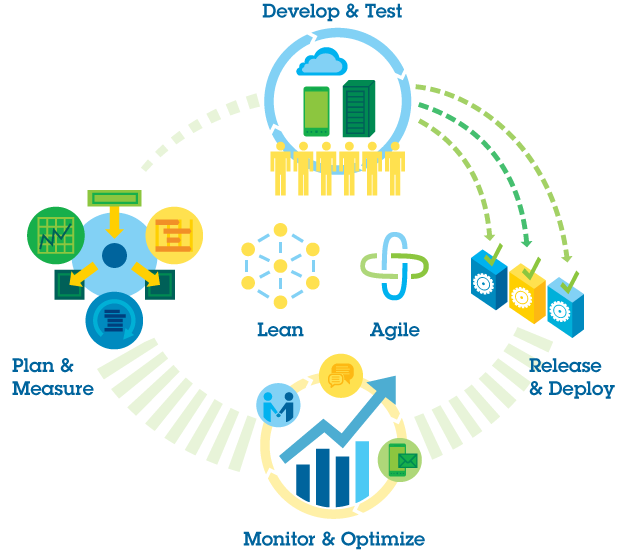 Develop & Test
Lean
Agile
Plan &
Measure
Release
& Deploy
Monitor & Optimize